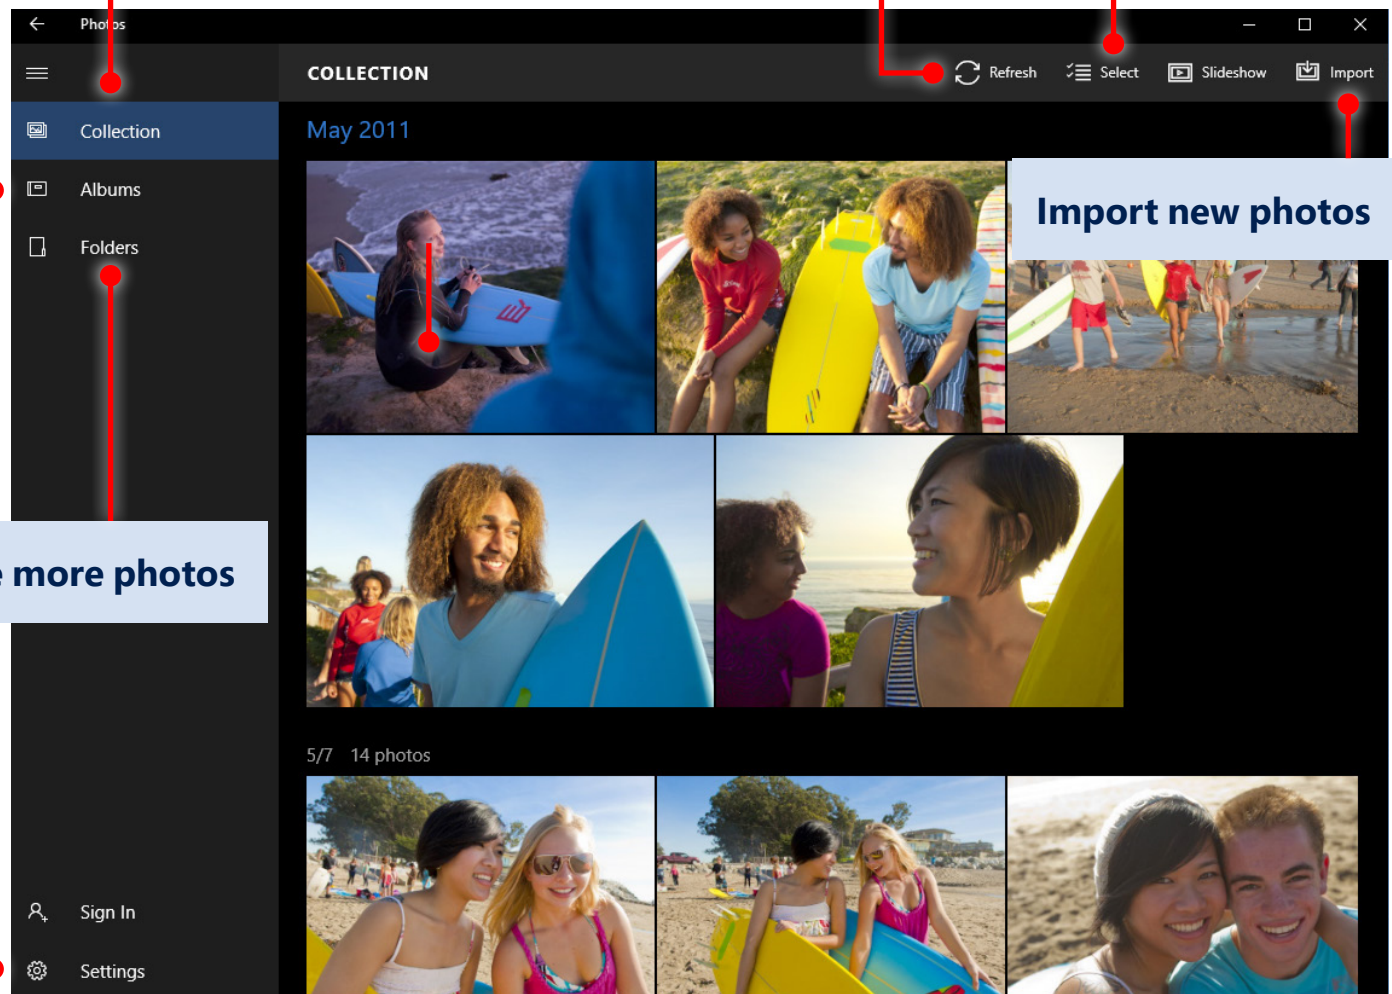 Photos
COLLECTION
Refresh
Select
Slideshow
Import
Collection
May 2011
Albums
Import new photos
Folders
more photos
5/7 14 photos
Sign In
Settings